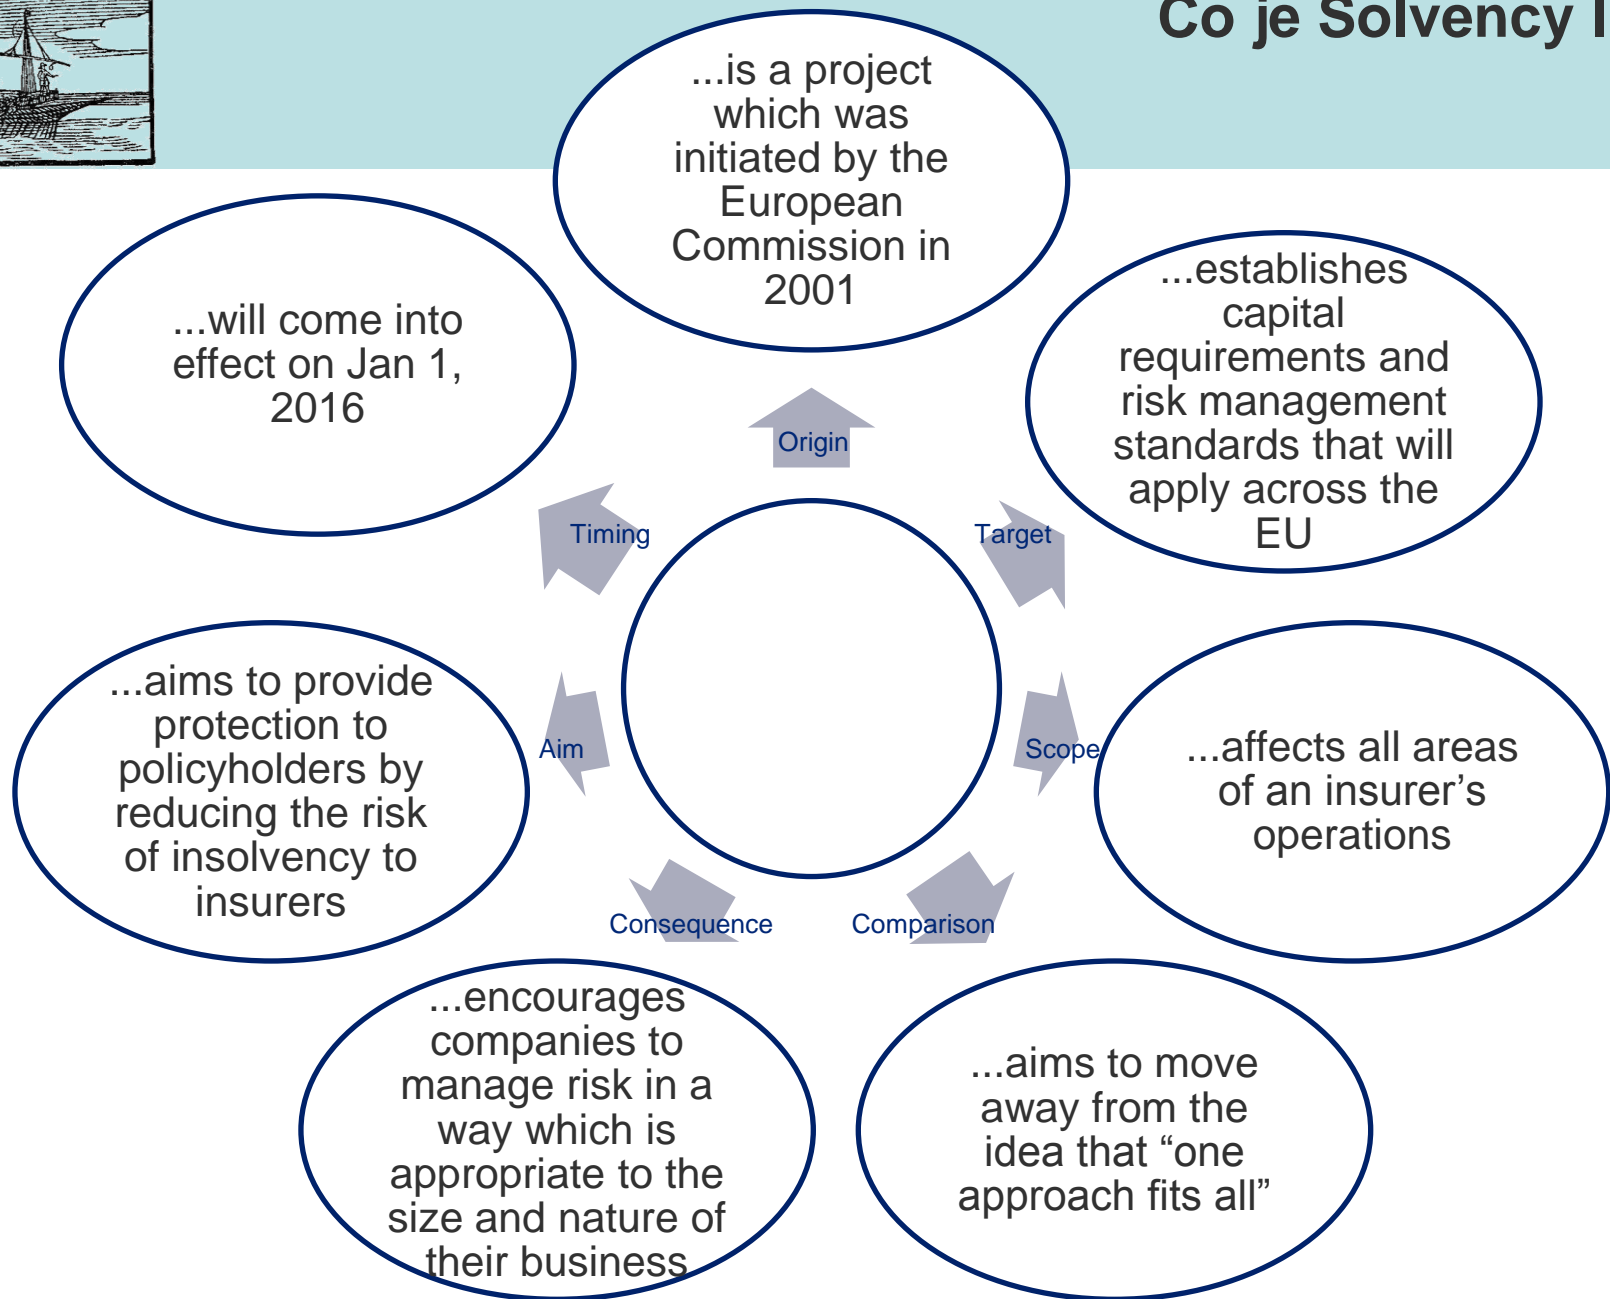 Co je Solvency I
...is a project
which was
initiated by the
European
Commission in
2001
...establishes
capital
requirements and
risk management
standards that will
apply across the
EU
...affects all areas
of an insurer’s
operations
...aims to move
away from the
idea that “one
approach fits all”
...encourages
companies to
manage risk in a
way which is
appropriate to the
size and nature of
their business
...aims to provide
protection to
policyholders by
reducing the risk
of insolvency to
insurers
...will come into
effect on Jan 1,
2016
Origin
Target
Scope
Comparison
Consequence
Aim
Timing